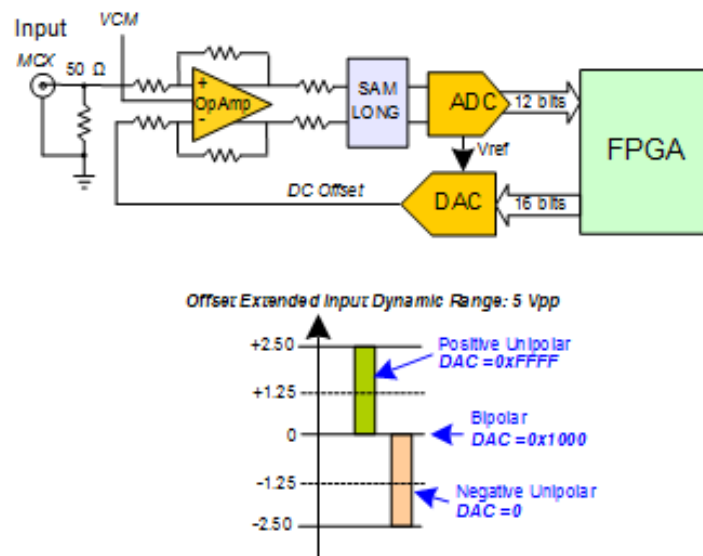 Input
VCM
MCX
50 Ω
+
OpAmp
-
SAM
LONG
ADC
12 bits
FPGA
Vref
DC Offset
DAC
16 bits
Offset Extended Input Dynamic Range: 5 Vpp
+2.50
Positive Unipolar
DAC =0xFFFF
+1.25
Bipolar
0
DAC =0x1000
-1.25
Negative Unipolar
DAC =0
-2.50